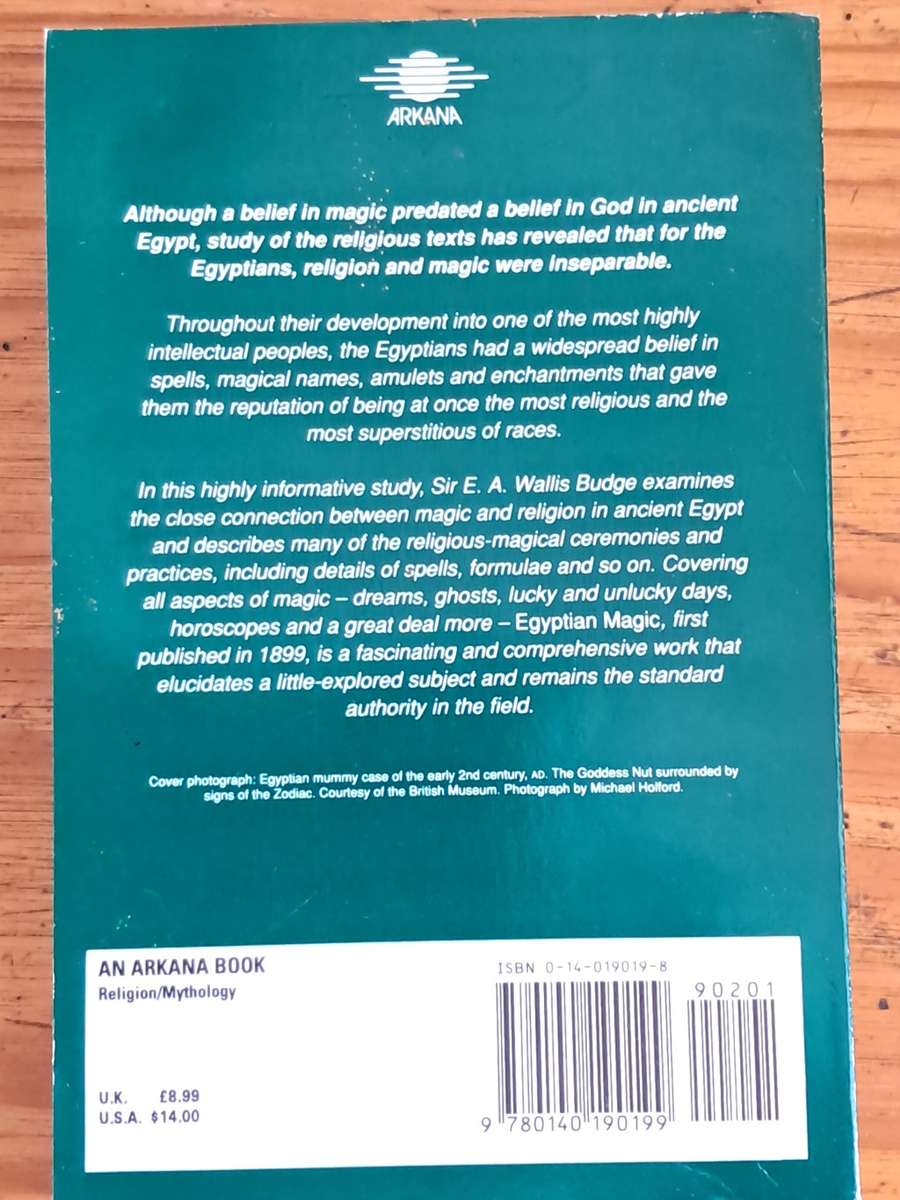 ARKANA
Although a belief in magic predated a belief in God in ancient
Egypt, study of the religious texts has revealed that for the
Egyptians, religion and magic were inseparable.
Throughout their development into one of the most highly
intellectual peoples, the Egyptians had a widespread belief in
spells, magical names, amulets and enchantments that gave
them the reputation of being at once the most religious and the
most superstitious of races.
In this highly informative study, Sir E. A. Wallis Budge examines
the close connection between magic and religion in ancient Egypt
and describes many of the religious-magical ceremonies and
practices, including details of spells, formulae and so on. Covering
all aspects of magic – dreams, ghosts, lucky and unlucky days,
horoscopes and a great deal more – Egyptian Magic, first
published in 1899, is a fascinating and comprehensive work that
elucidates a little-explored subject and remains the standard
authority in the field.
Cover photograph: Egyptian mummy case of the early 2nd century, AD. The Goddess Nut surrounded by
signs of the Zodiac. Courtesy of the British Museum. Photograph by Michael Holford.
AN ARKANA BOOK
Religion/Mythology
U.K. £8.99
U.S.A. $14.00
ISBN 0-14-019019-8
90201
9 780140 190199